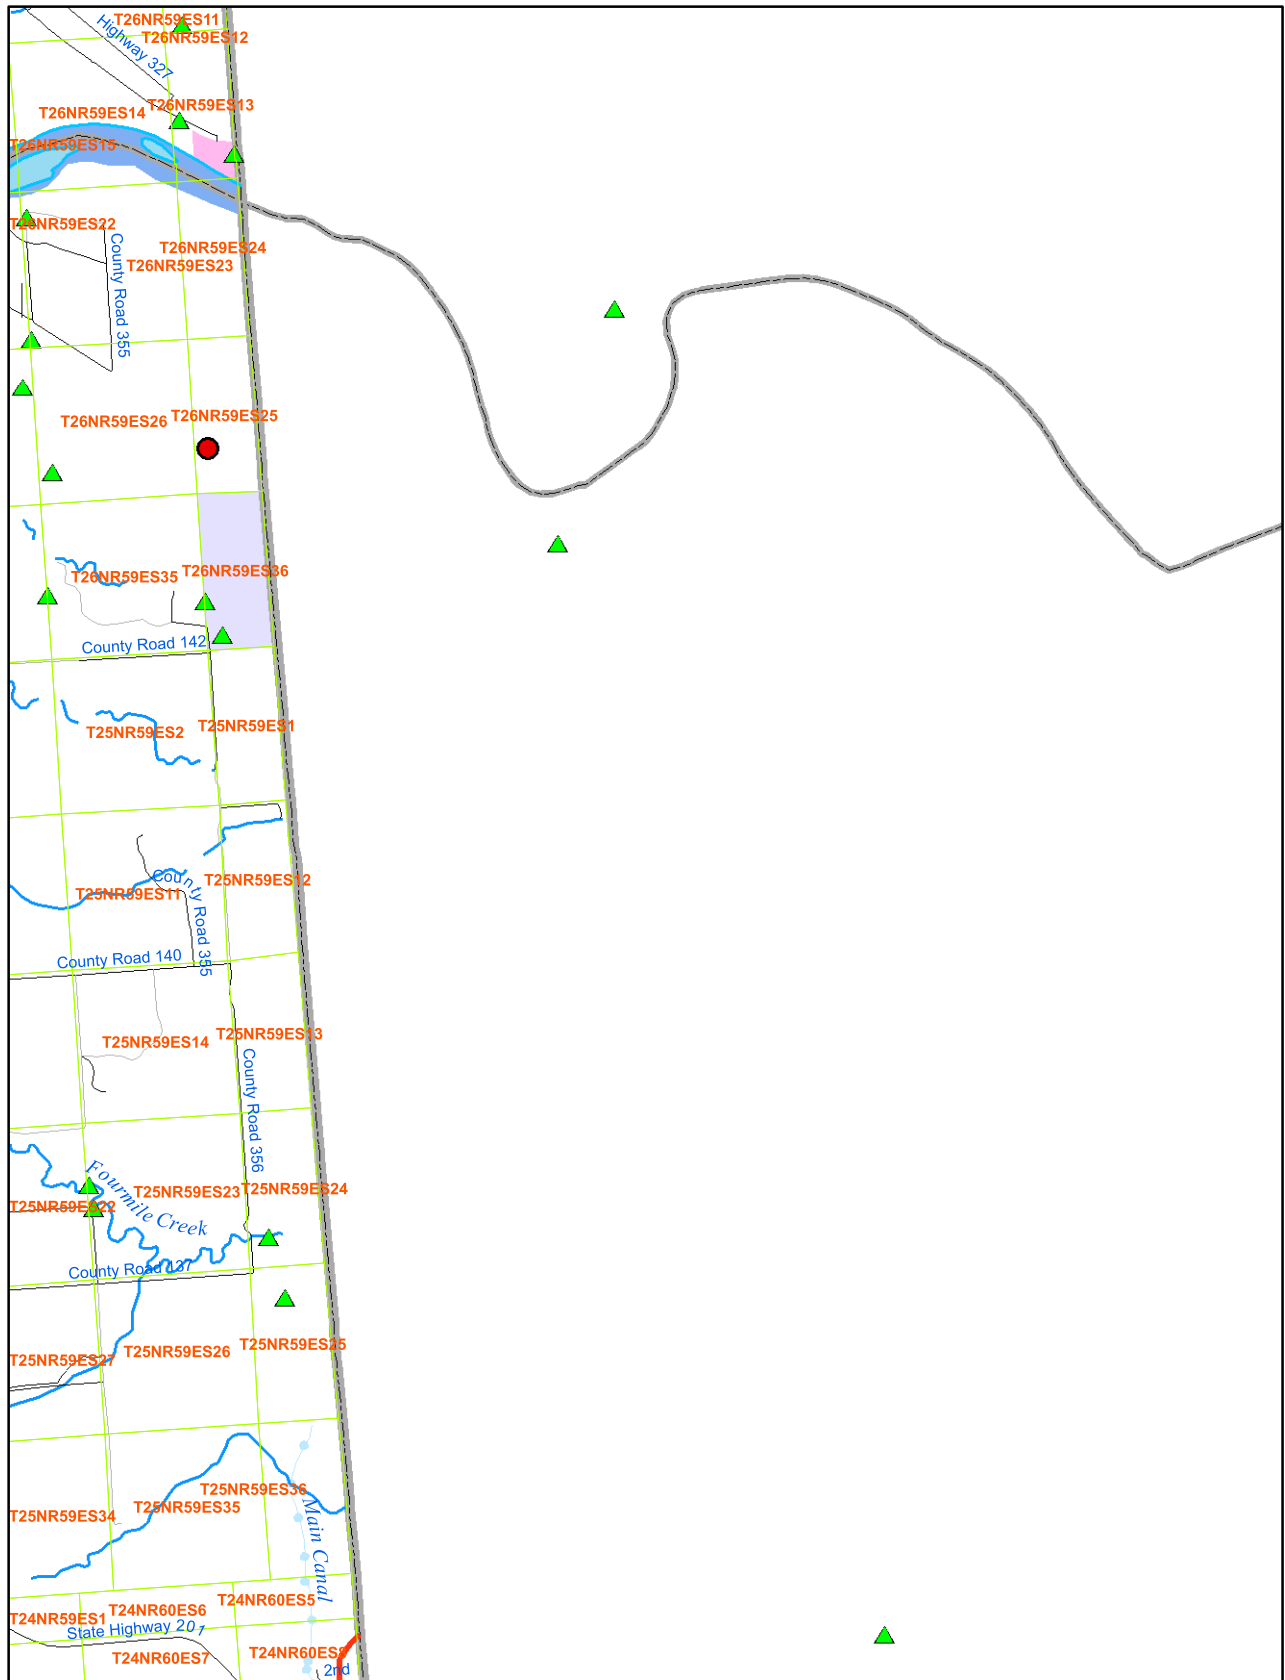 T26NR59ES11
T26NR59ES12
Highway 327
T26NR59ES13
T26NR59ES14
T26NR59ES15
T26NR59ES22
T26NR59ES24
T26NR59ES23
County Road 355
T26NR59ES25
T26NR59ES26
T26NR59ES36
T26NR59ES35
County Road 142
T25NR59ES1
T25NR59ES2
T25NR59ES12
T25NR59ES11
County Road 355
County Road 140
T25NR59ES13
T25NR59ES14
County Road 356
Fourmile Creek
T25NR59ES23
T25NR59ES24
T25NR59ES22
County Road 137
T25NR59ES25
T25NR59ES26
T25NR59ES27
T25NR59ES36
T25NR59ES35
T25NR59ES34
Main Canal
T24NR60ES5
T24NR60ES6
T24NR59ES1
State Highway 201
T24NR60ES8
T24NR60ES7
2nd